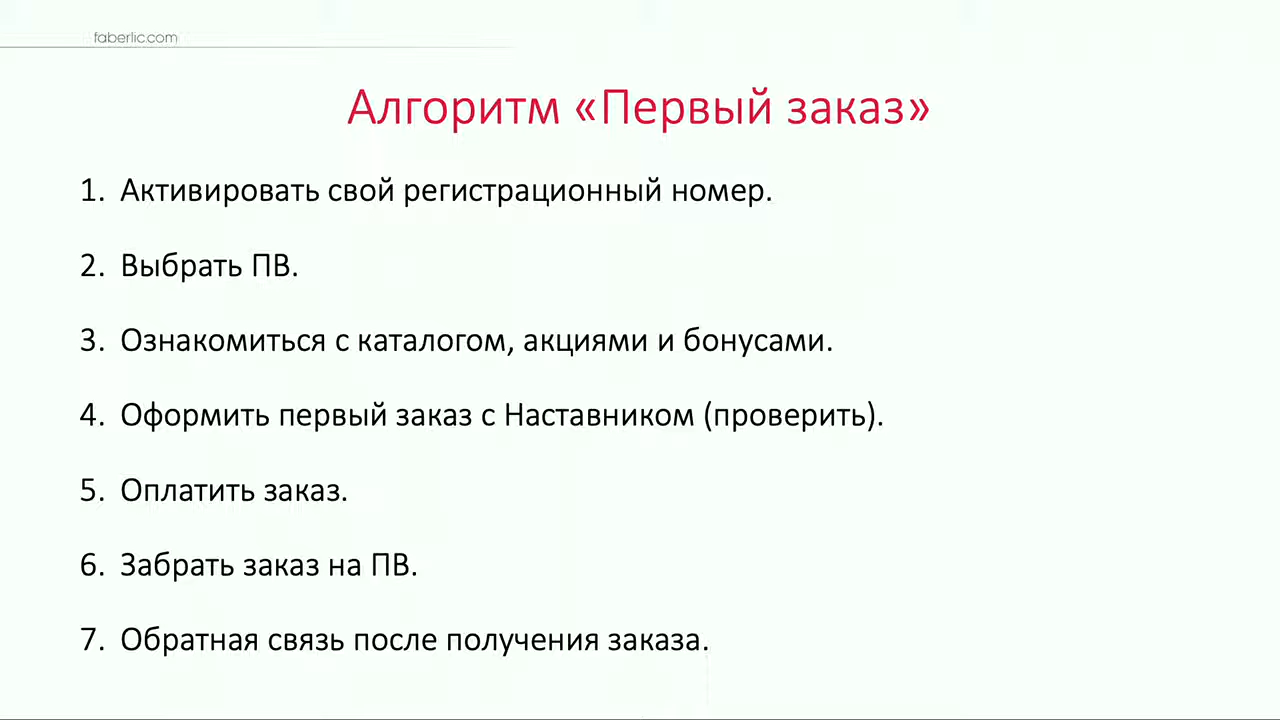 faberlic.com
Алгоритм «Первый заказ»
1. Активировать свой регистрационный номер.
2. Выбрать ПВ.
3. Ознакомиться с каталогом, акциями и бонусами.
4. Оформить первый заказ с Наставником (проверить).
5. Оплатить заказ.
6. Забрать заказ на ПВ.
7. Обратная связь после получения заказа.